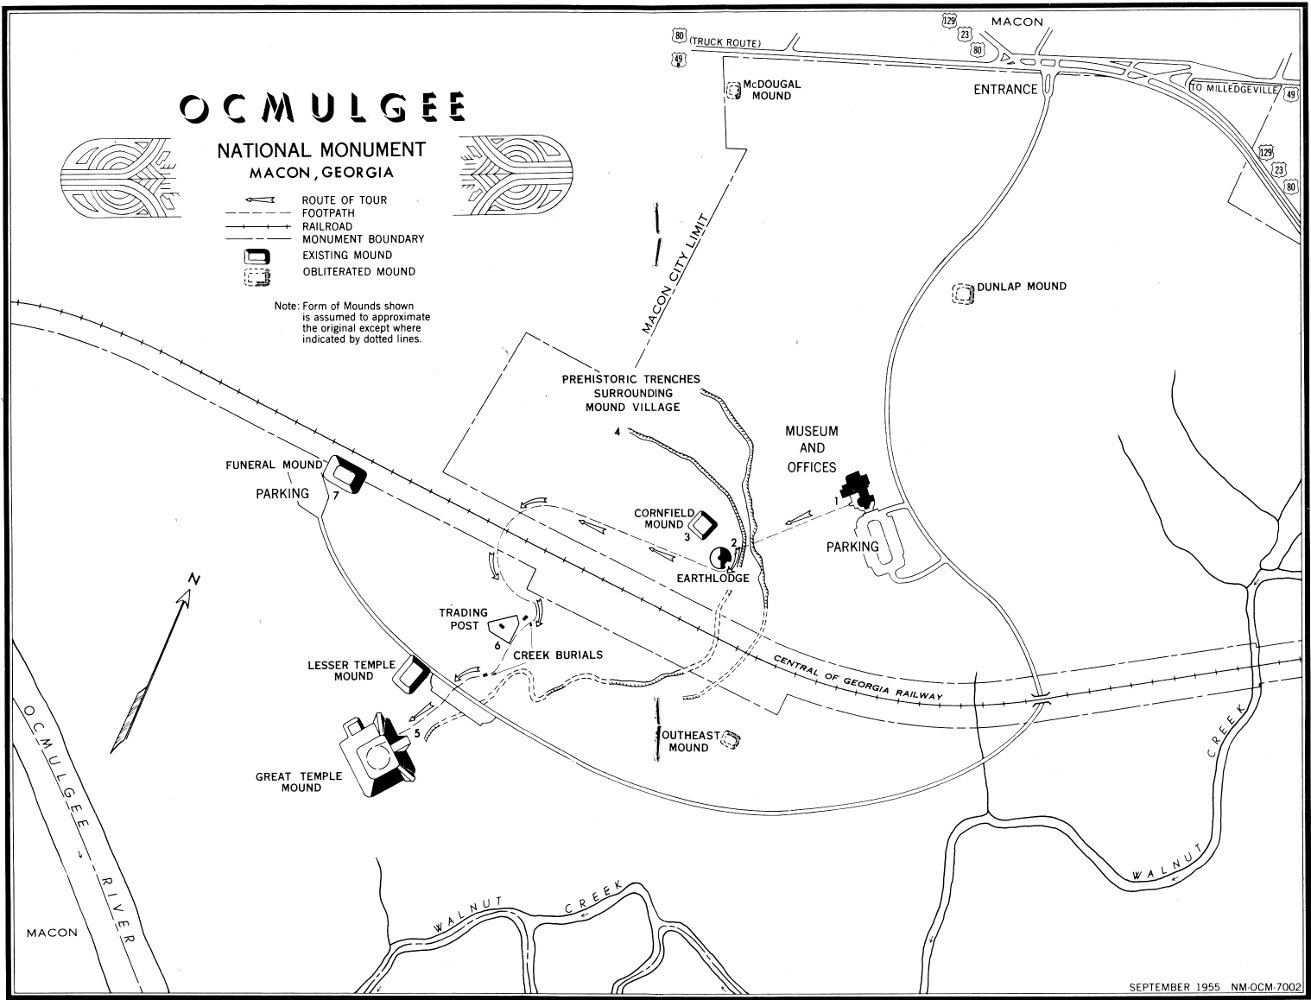 OCMULGEE
NATIONAL MONUMENT
MACON, GEORGIA
ROUTE OF TOUR
FOOTPATH
RAILROAD
MONUMENT BOUNDARY
EXISTING MOUND
OBLITERATED MOUND
Note: Form of Mounds shown
is assumed to approximate
the original except where
indicated by dotted lines.
80
(TRUCK ROUTE)
49
129
23
80
MACON
McDOUGAL
MOUND
ENTRANCE
TO MILLEDGEVILLE
49
129
23
80
MACON CITY LIMIT
DUNLAP MOUND
PREHISTORIC TRENCHES
SURROUNDING
MOUND VILLAGE
4
MUSEUM
AND
OFFICES
1
FUNERAL MOUND
PARKING
7
CORNFIELD
MOUND
3
2
EARTHLODGE
PARKING
N
TRADING
POST
6
CREEK BURIALS
LESSER TEMPLE
MOUND
CENTRAL OF GEORGIA RAILWAY
5
OUTHEAST
MOUND
GREAT TEMPLE
MOUND
OCMULGEE RIVER
MACON
WALNUT CREEK
WALNUT CREEK
SEPTEMBER 1955 NM-OCM-7002